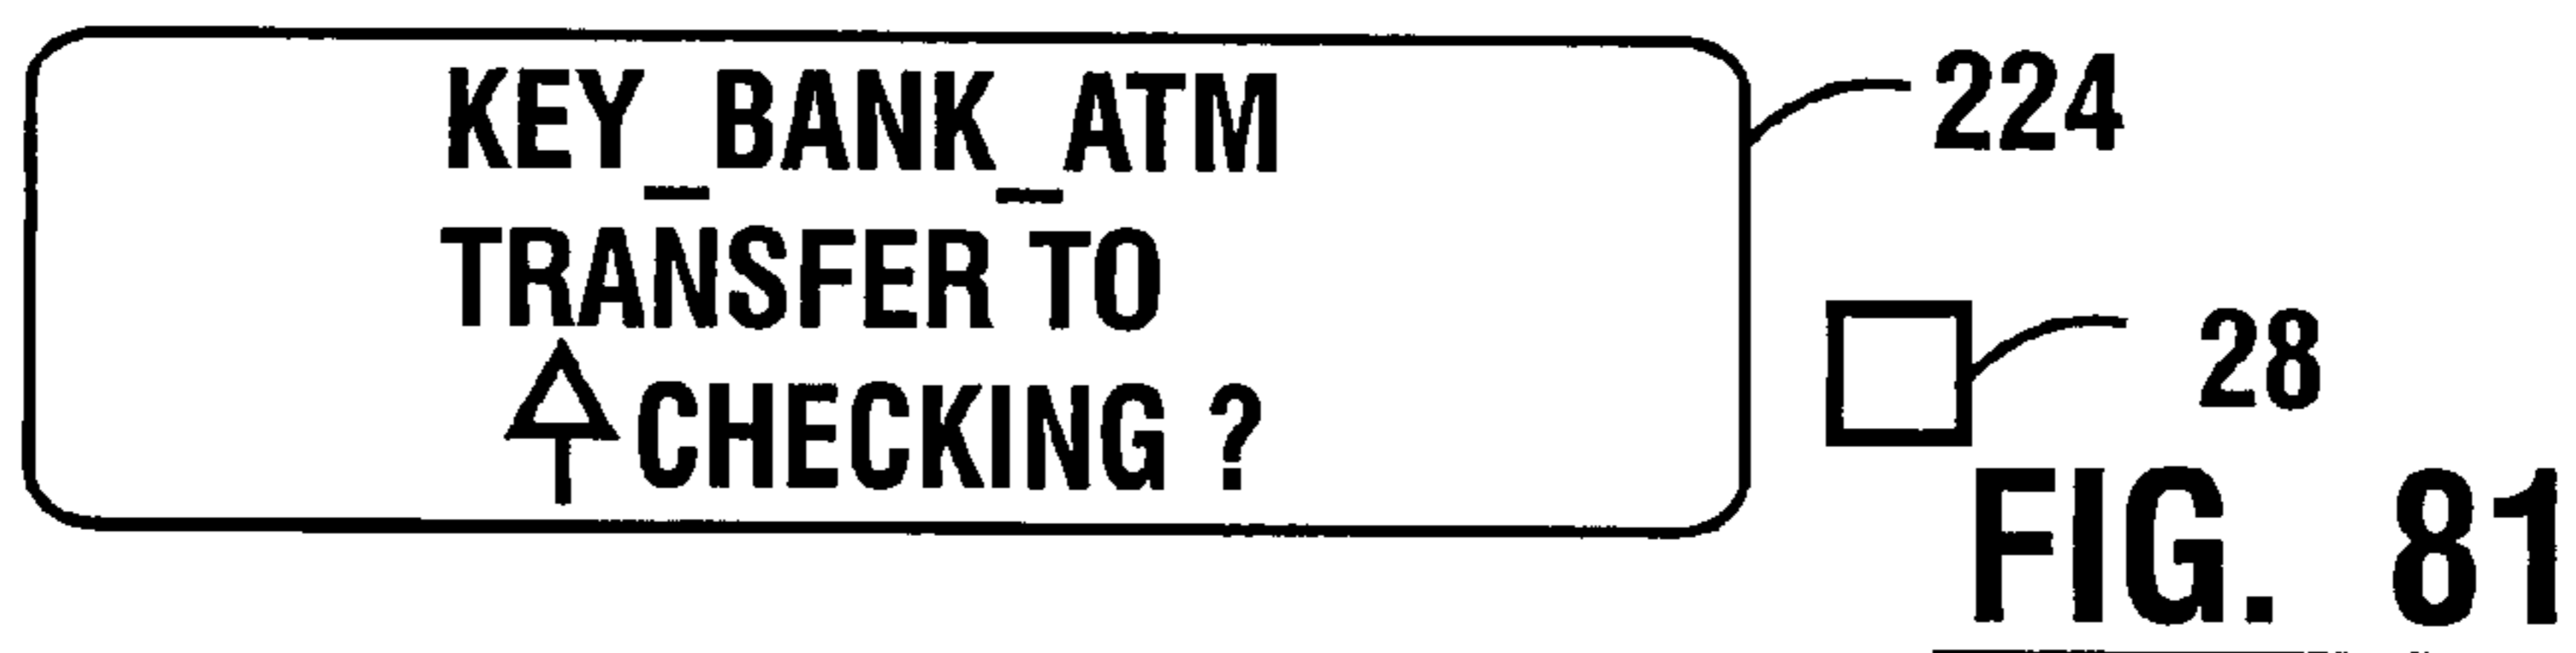 KEY_BANK_ATM
TRANSFER TO
CHECKING ?
224
28
FIG. 81